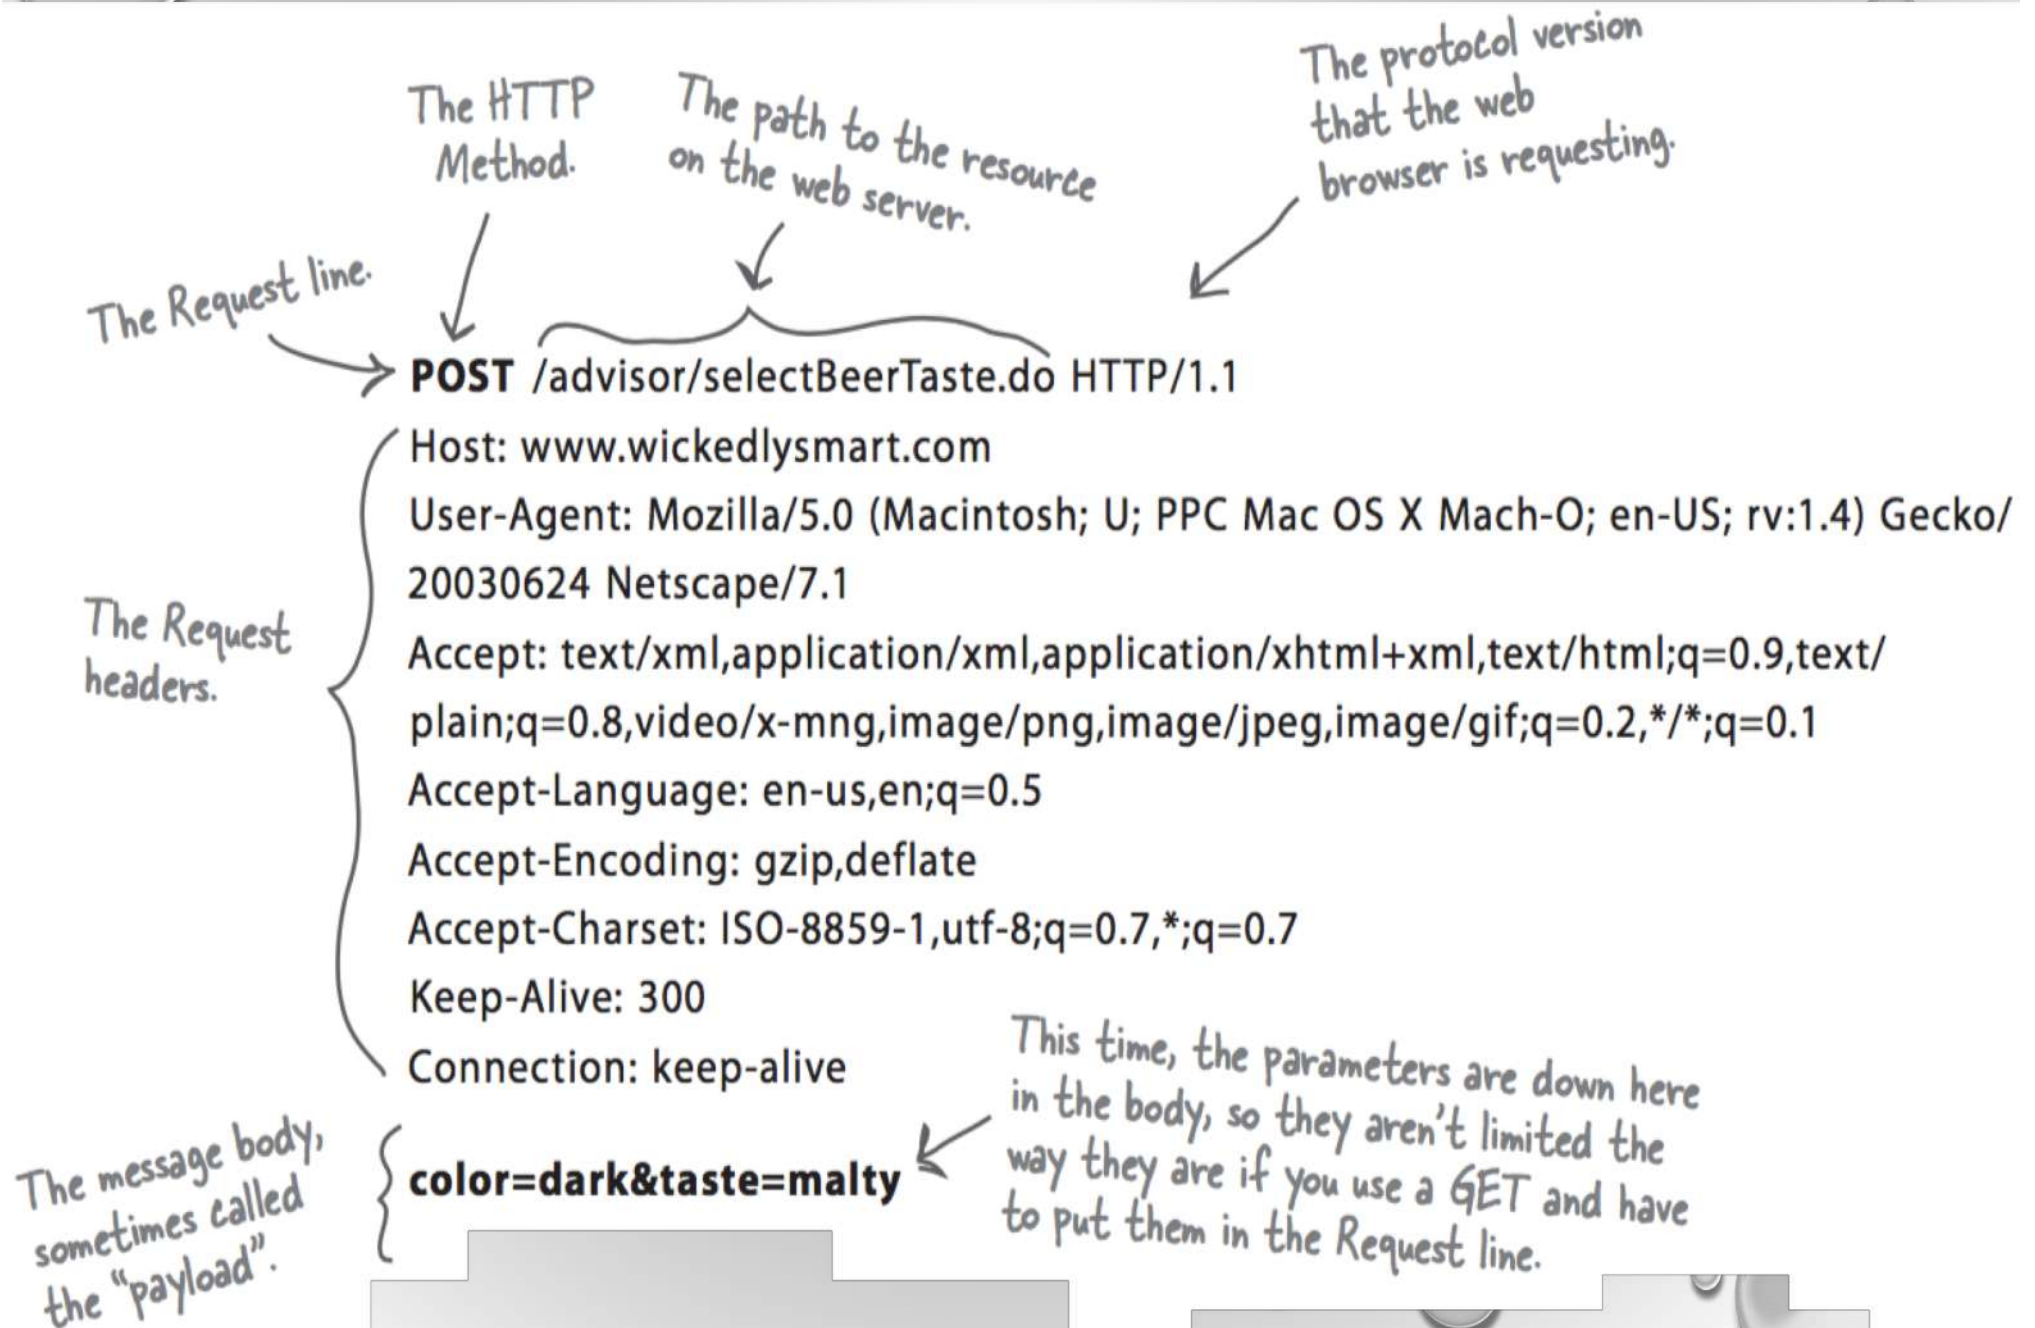 The HTTP
Method.
The path to the resource
on the web server.
The protocol version
that the web
browser is requesting.
The Request line.
POST /advisor/selectBeerTaste.do HTTP/1.1
Host: www.wickedlysmart.com
User-Agent: Mozilla/5.0 (Macintosh; U; PPC Mac OS X Mach-O; en-US; rv:1.4) Gecko/
20030624 Netscape/7.1
Accept: text/xml,application/xml,application/xhtml+xml,text/html;q=0.9,text/
plain;q=0.8,video/x-mng,image/png,image/jpeg,image/gif;q=0.2,*/*;q=0.1
Accept-Language: en-us,en;q=0.5
Accept-Encoding: gzip,deflate
Accept-Charset: ISO-8859-1,utf-8;q=0.7,*;q=0.7
Keep-Alive: 300
Connection: keep-alive
The Request
headers.
color=dark&taste=malty
The message body,
sometimes called
the “payload”.
This time, the parameters are down here
in the body, so they aren't limited the
way they are if you use a GET and have
to put them in the Request line.